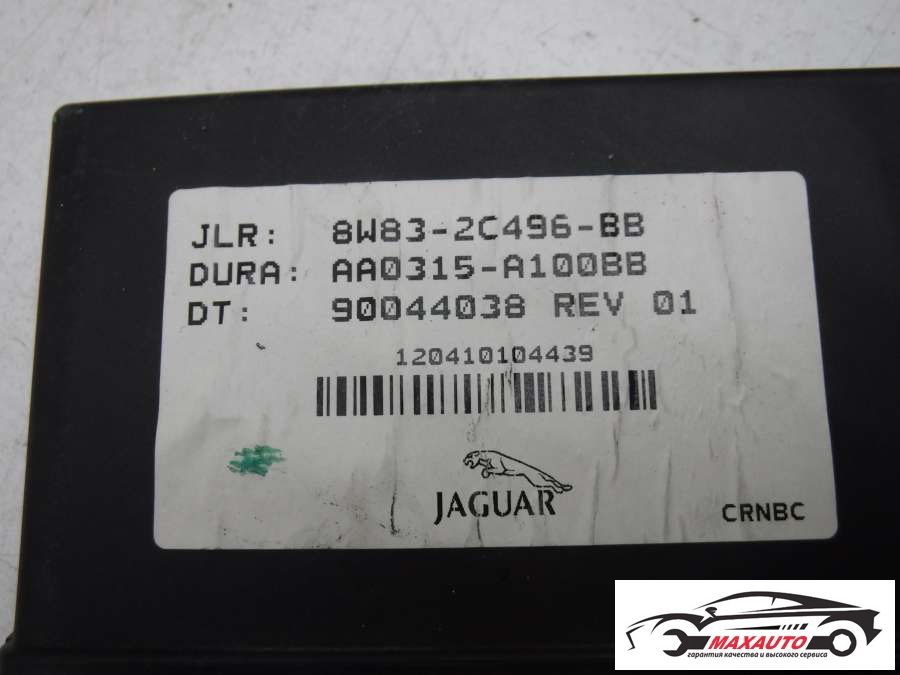 JLR: 8W83-2C496-BB
DURA: AA0315-A100BB
DT: 90044038 REV 01
120410104439
JAGUAR
CRNBC
MAXAUTO
гарантия качества и высокого сервиса